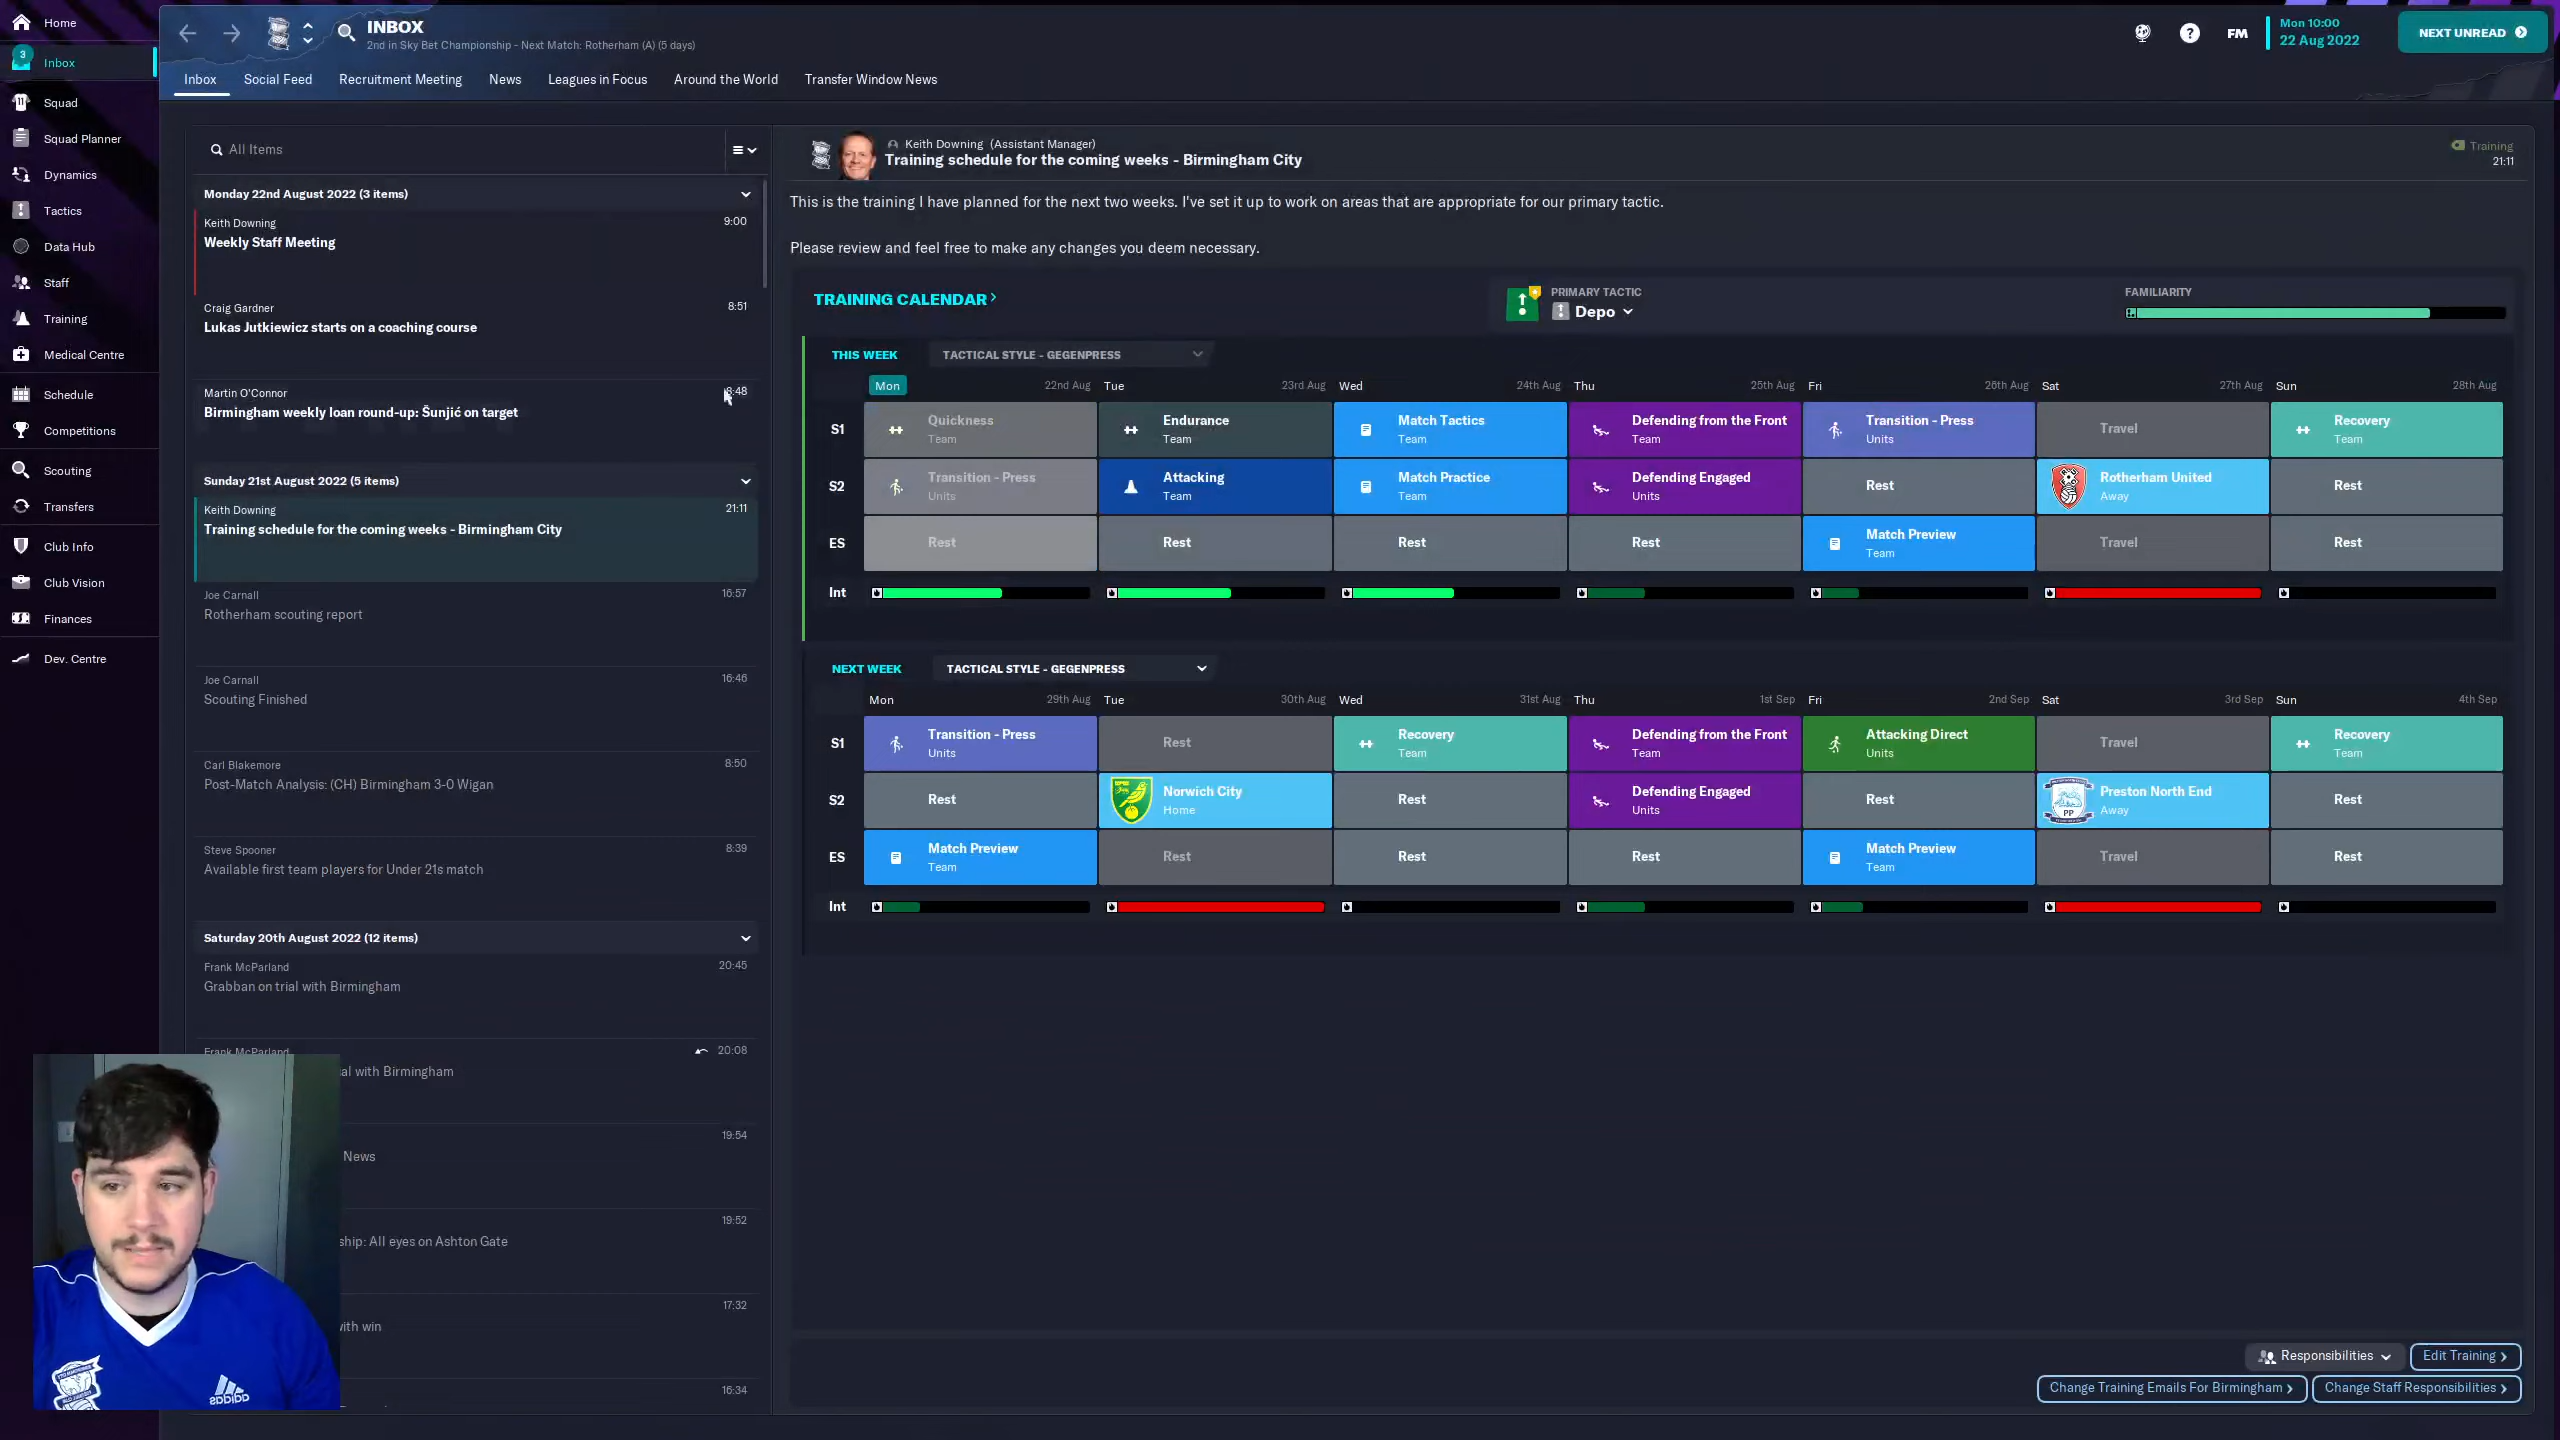 Home
3
Inbox
Squad
Squad Planner
Dynamics
Tactics
Data Hub
Staff
Training
Medical Centre
Schedule
Competitions
Scouting
Transfers
Club Info
Club Vision
Finances
Dev. Centre
INBOX
2nd in Sky Bet Championship - Next Match: Rotherham (A) (5 days)
FM
Mon 10:00
22 Aug 2022
NEXT UNREAD
Inbox Social Feed Recruitment Meeting News Leagues in Focus Around the World Transfer Window News
All Items
Monday 22nd August 2022 (3 items)
Keith Downing 9:00
Weekly Staff Meeting
Craig Gardner 8:51
Lukas Jutkiewicz starts on a coaching course
Martin O'Connor 8:48
Birmingham weekly loan round-up: Šunjić on target
Sunday 21st August 2022 (5 items)
Keith Downing 21:11
Training schedule for the coming weeks - Birmingham City
Joe Carnall 16:57
Rotherham scouting report
Joe Carnall 16:46
Scouting Finished
Carl Blakemore 8:50
Post-Match Analysis: (CH) Birmingham 3-0 Wigan
Steve Spooner 8:39
Available first team players for Under 21s match
Saturday 20th August 2022 (12 items)
Frank McParland 20:45
Grabban on trial with Birmingham
Frank McParland 20:08
ial with Birmingham
19:54
News
19:52
ship: All eyes on Ashton Gate
17:32
with win
16:34
Keith Downing (Assistant Manager)
Training schedule for the coming weeks - Birmingham City
Training
21:11
This is the training I have planned for the next two weeks. I've set it up to work on areas that are appropriate for our primary tactic.
Please review and feel free to make any changes you deem necessary.
TRAINING CALENDAR
PRIMARY TACTIC
Depo
FAMILIARITY
THIS WEEK TACTICAL STYLE - GEGENPRESS
Mon 22nd Aug Tue 23rd Aug Wed 24th Aug Thu 25th Aug Fri 26th Aug Sat 27th Aug Sun 28th Aug
S1 Quickness Endurance Match Tactics Defending from the Front Transition - Press Travel Recovery
Team Team Team Team Units Team
S2 Transition - Press Attacking Match Practice Defending Engaged Rest Rotherham United Rest
Units Team Team Units Away
ES Rest Rest Rest Rest Match Preview Travel Rest
Team
Int
NEXT WEEK TACTICAL STYLE - GEGENPRESS
Mon 29th Aug Tue 30th Aug Wed 31st Aug Thu 1st Sep Fri 2nd Sep Sat 3rd Sep Sun 4th Sep
S1 Transition - Press Rest Recovery Defending from the Front Attacking Direct Travel Recovery
Units Team Team Units Team
S2 Rest Norwich City Rest Defending Engaged Rest Preston North End Rest
Home Units Away
PP
ES Match Preview Rest Rest Rest Match Preview Travel Rest
Team Team
Int
Responsibilities Edit Training
Change Training Emails For Birmingham Change Staff Responsibilities
adidas